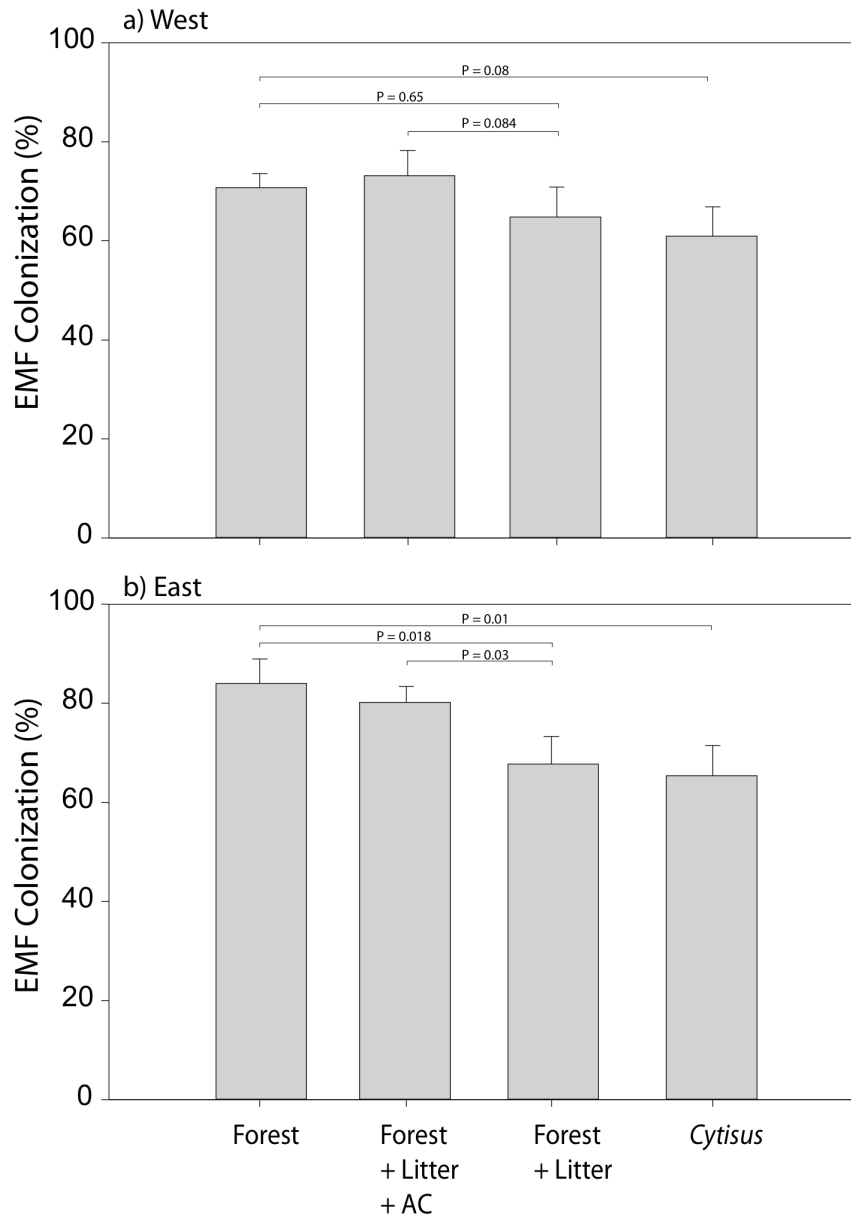 a) West
100
80
60
40
20
0
EMF Colonization (%)
P = 0.08
P = 0.65
P = 0.084
b) East
100
80
60
40
20
0
EMF Colonization (%)
P = 0.01
P = 0.018
P = 0.03
Forest
Forest
+ Litter
+ AC
Forest
+ Litter
Cytisus